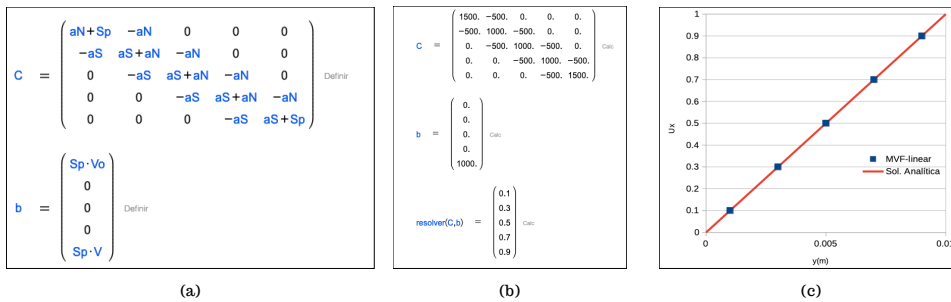 C = aN+Sp -aN 0 0 0
-aS aS+aN -aN 0 0
0 -aS aS+aN -aN 0
0 0 -aS aS+aN -aN
0 0 0 -aS aS+Sp
Definir
b = Sp·Vo
0
0
0
Sp·V
Definir
(a)
C = 1500. -500. 0. 0. 0.
-500. 1000. -500. 0. 0.
0. -500. 1000. -500. 0.
0. 0. -500. 1000. -500.
0. 0. 0. -500. 1500.
Calc
b = 0.
0.
0.
0.
1000.
Calc
resolver(C,b) = 0.1
0.3
0.5
0.7
0.9
Calc
(b)
1
0.9
0.8
0.7
0.6
0.5
0.4
0.3
0.2
0.1
0
Ux
MVF-linear
Sol. Analítica
0 0.005 0.01
y(m)
(c)